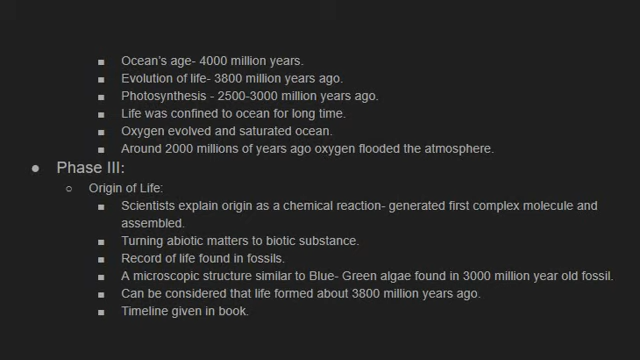 ■ Ocean's age- 4000 million years.
■ Evolution of life- 3800 million years ago.
■ Photosynthesis - 2500-3000 million years ago.
■ Life was confined to ocean for long time.
■ Oxygen evolved and saturated ocean.
■ Around 2000 millions of years ago oxygen flooded the atmosphere.
● Phase III:
○ Origin of Life:
■ Scientists explain origin as a chemical reaction- generated first complex molecule and
assembled.
■ Turning abiotic matters to biotic substance.
■ Record of life found in fossils.
■ A microscopic structure similar to Blue- Green algae found in 3000 million year old fossil.
■ Can be considered that life formed about 3800 million years ago.
■ Timeline given in book.